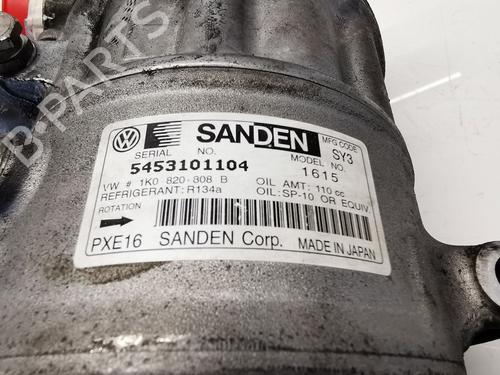 SANDEN
MFG CODE
SY3
SERIAL NO.
MODEL NO.
5453101104
1615
VW # 1K0 820-808 B
OIL AMT: 110 cc
REFRIGERANT: R134a
OIL: SP-10 OR EQUIV
ROTATION
PXE16 SANDEN Corp. MADE IN JAPAN